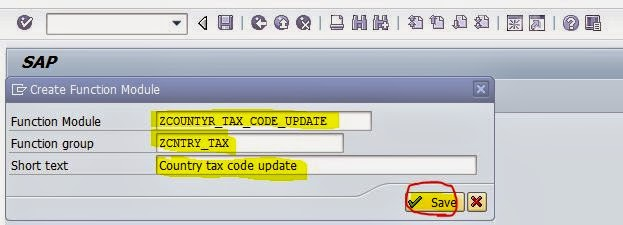 SAP
Create Function Module
Function Module ZCOUNTYR_TAX_CODE_UPDATE
Function group ZCNTRY_TAX
Short text Country tax code update
Save